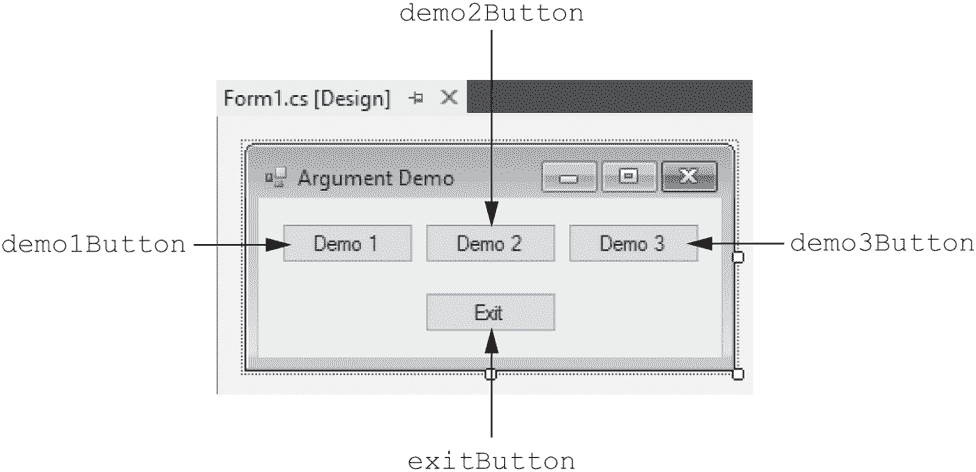 demo2Button
Form1.cs [Design]
Argument Demo
demo1Button
Demo 1
Demo 2
Demo 3
demo3Button
Exit
exitButton